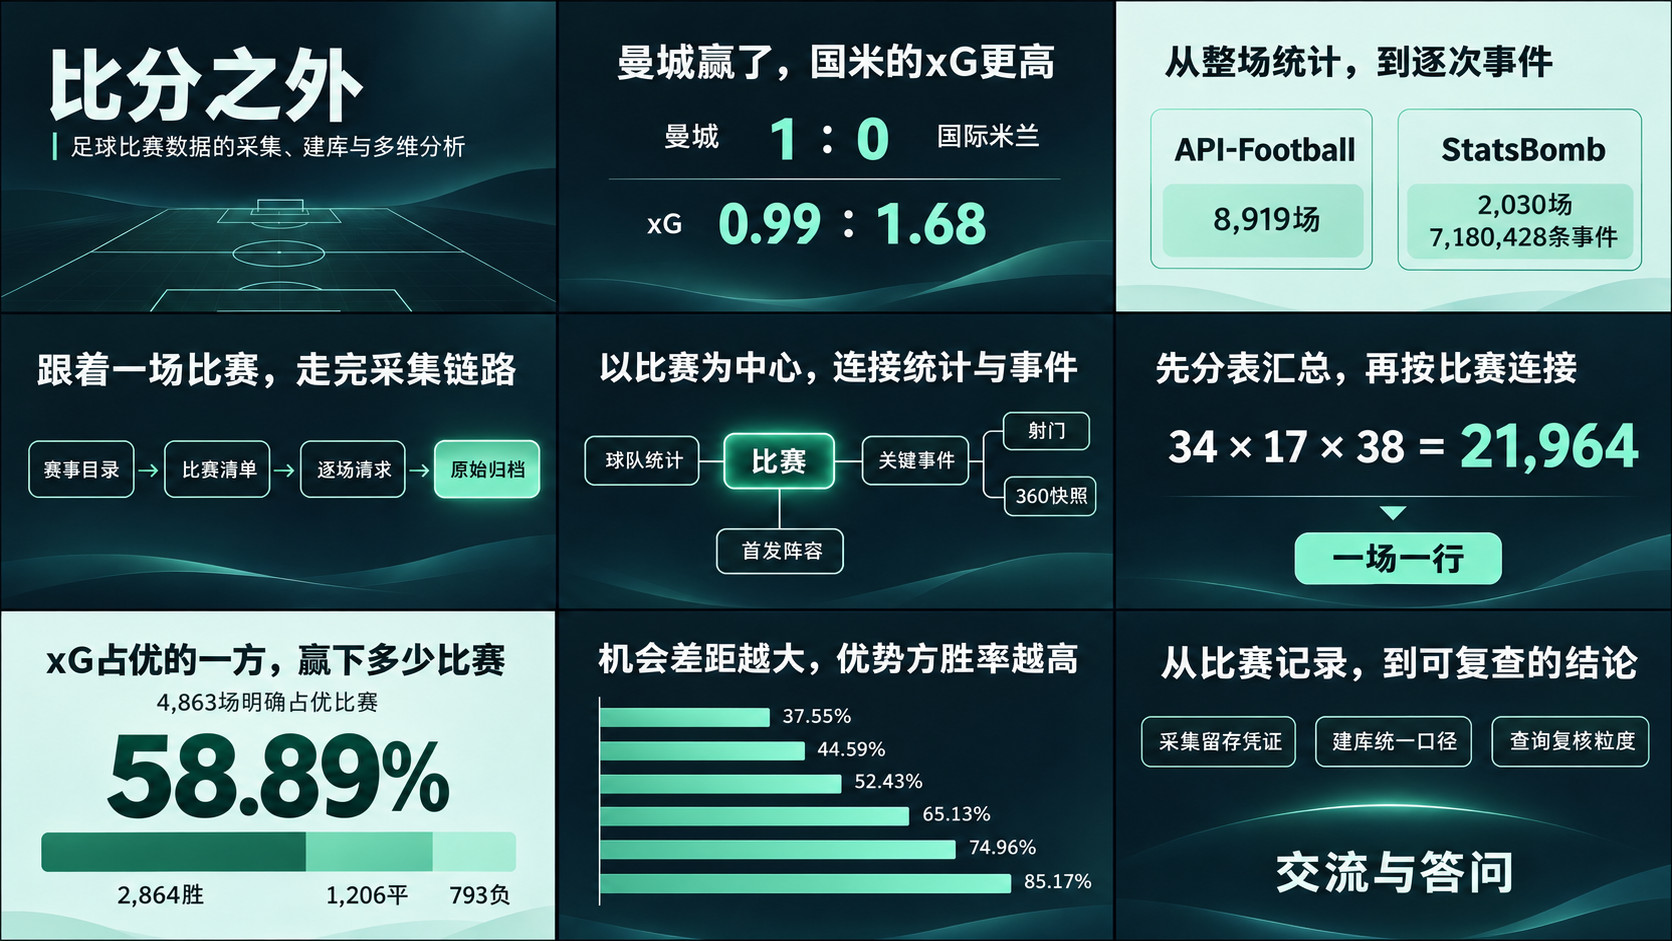 比分之外
足球比赛数据的采集、建库与多维分析
曼城赢了，国米的xG更高
曼城 1 : 0 国际米兰
xG 0.99 : 1.68
从整场统计，到逐次事件
API-Football
8,919场
StatsBomb
2,030场
7,180,428条事件
跟着一场比赛，走完采集链路
赛事目录 → 比赛清单 → 逐场请求 → 原始归档
以比赛为中心，连接统计与事件
球队统计
比赛
关键事件
射门
360快照
首发阵容
先分表汇总，再按比赛连接
34 × 17 × 38 = 21,964
一场一行
xG占优的一方，赢下多少比赛
4,863场明确占优比赛
58.89%
2,864胜 1,206平 793负
机会差距越大，优势方胜率越高
37.55%
44.59%
52.43%
65.13%
74.96%
85.17%
从比赛记录，到可复查的结论
采集留存凭证
建库统一口径
查询复核粒度
交流与答问